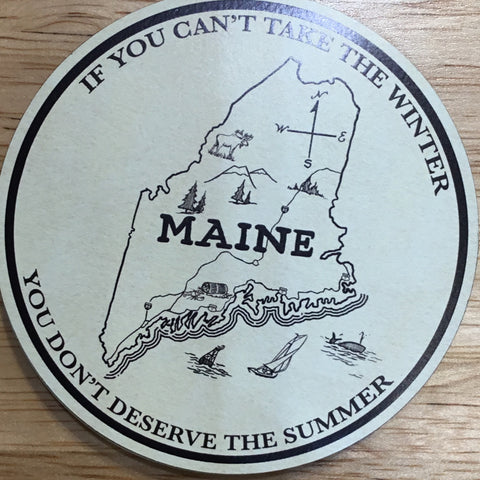 IF YOU CAN'T TAKE THE WINTER
N
W E
S
MAINE
YOU DON'T DESERVE THE SUMMER